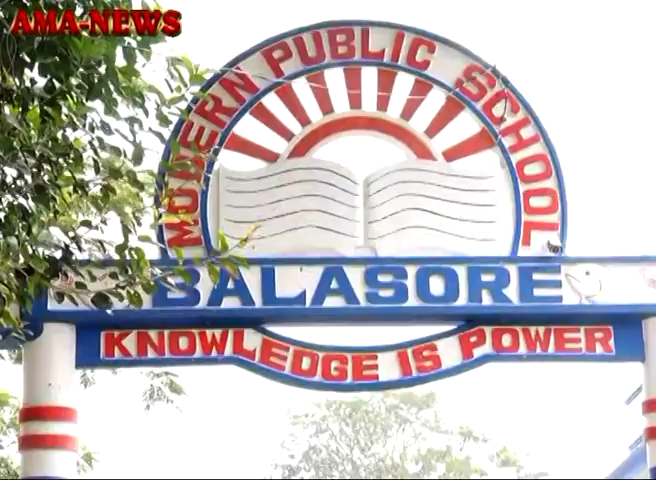 AMA-NEWS
MODERN PUBLIC SCHOOL
BALASORE
KNOWLEDGE IS POWER